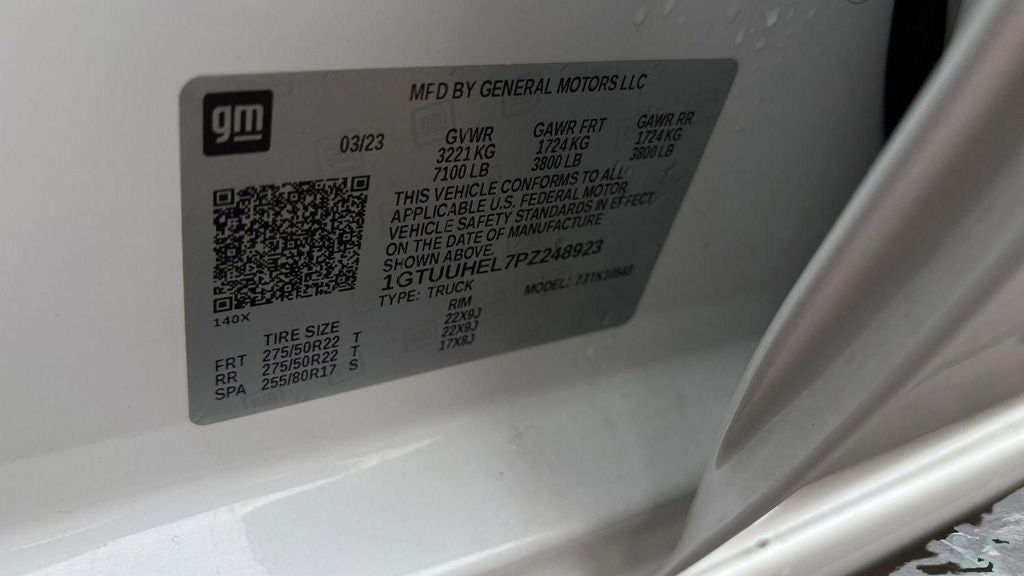 gm
MFD BY GENERAL MOTORS LLC
03/23
GVWR GAWR FRT GAWR RR
3221 KG 1724 KG 1724 KG
7100 LB 3800 LB 3800 LB
THIS VEHICLE CONFORMS TO ALL
APPLICABLE U.S. FEDERAL MOTOR
VEHICLE SAFETY STANDARDS IN EFFECT
ON THE DATE OF MANUFACTURE
SHOWN ABOVE.
1GTUUHEL7PZ248923
140X
TYPE: TRUCK MODEL: 73TK10543
TIRE SIZE RIM
FRT 275/50R22 T 22X9J
RR 275/50R22 T 22X9J
SPA 255/80R17 S 17X8J